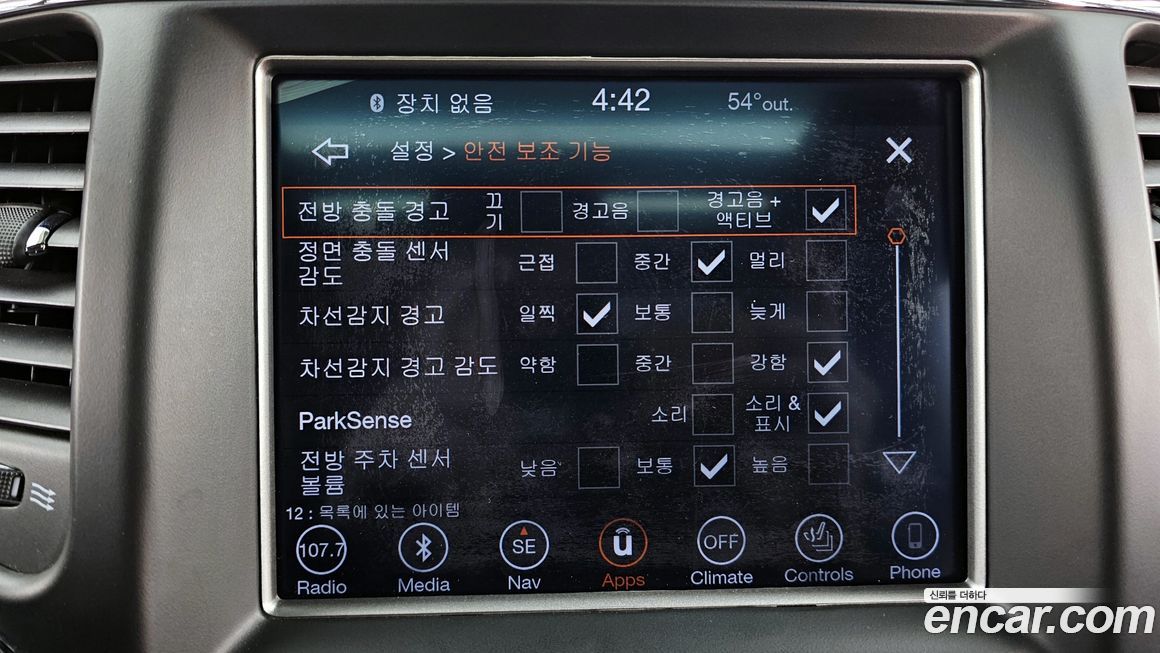 장치 없음 4:42 54°out.
설정 > 안전 보조 기능
전방 충돌 경고 끄기 경고음 경고음 + 액티브
정면 충돌 센서 감도 근접 중간 멀리
차선감지 경고 일찍 보통 늦게
차선감지 경고 감도 약함 중간 강함
ParkSense 소리 소리 & 표시
전방 주차 센서 볼륨 낮음 보통 높음
12 : 목록에 있는 아이템
107.7 SE OFF
Radio Media Nav Apps Climate Controls Phone
신뢰를 더하다
encar.com